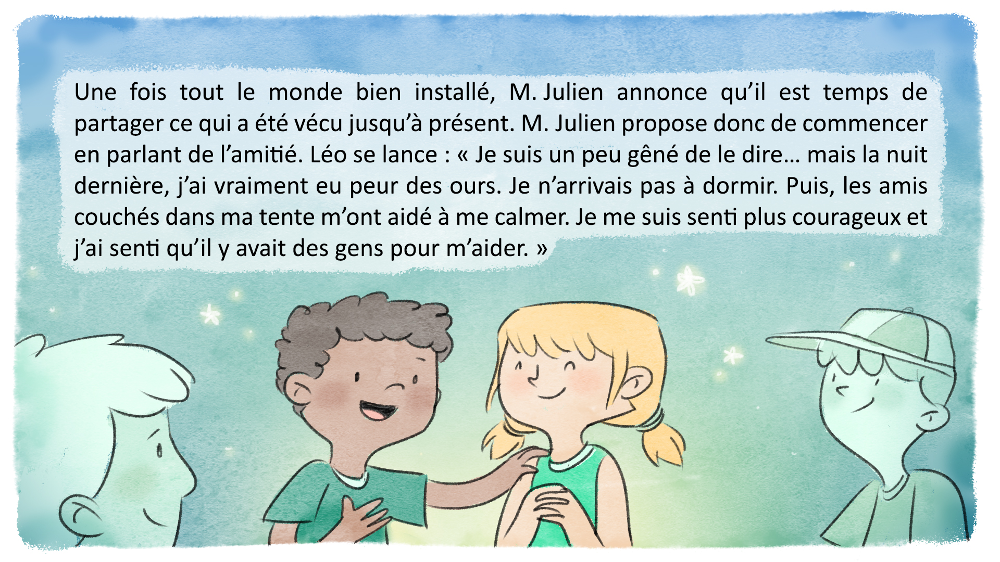 Une fois tout le monde bien installé, M. Julien annonce qu’il est temps de
partager ce qui a été vécu jusqu’à présent. M. Julien propose donc de commencer
en parlant de l’amitié. Léo se lance : « Je suis un peu gêné de le dire… mais la nuit
dernière, j’ai vraiment eu peur des ours. Je n’arrivais pas à dormir. Puis, les amis
couchés dans ma tente m’ont aidé à me calmer. Je me suis senti plus courageux et
j’ai senti qu’il y avait des gens pour m’aider. »